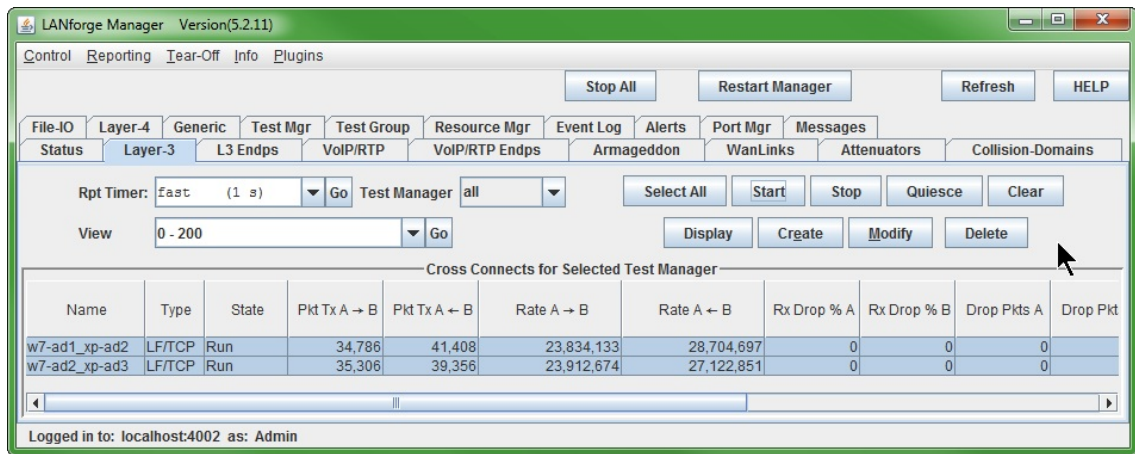 LANforge Manager Version(5.2.11)
Control Reporting Tear-Off Info Plugins
Stop All Restart Manager Refresh HELP
File-IO Layer-4 Generic Test Mgr Test Group Resource Mgr Event Log Alerts Port Mgr Messages
Status Layer-3 L3 Endps VoIP/RTP VoIP/RTP Endps Armageddon WanLinks Attenuators Collision-Domains
Rpt Timer: fast (1 s) Go Test Manager all Select All Start Stop Quiesce Clear
View 0 - 200 Go Display Create Modify Delete
Cross Connects for Selected Test Manager
Name Type State Pkt Tx A → B Pkt Tx A ← B Rate A → B Rate A ← B Rx Drop % A Rx Drop % B Drop Pkts A Drop Pkt
w7-ad1_xp-ad2 LF/TCP Run 34,786 41,408 23,834,133 28,704,697 0 0 0
w7-ad2_xp-ad3 LF/TCP Run 35,306 39,356 23,912,674 27,122,851 0 0 0
Logged in to: localhost:4002 as: Admin